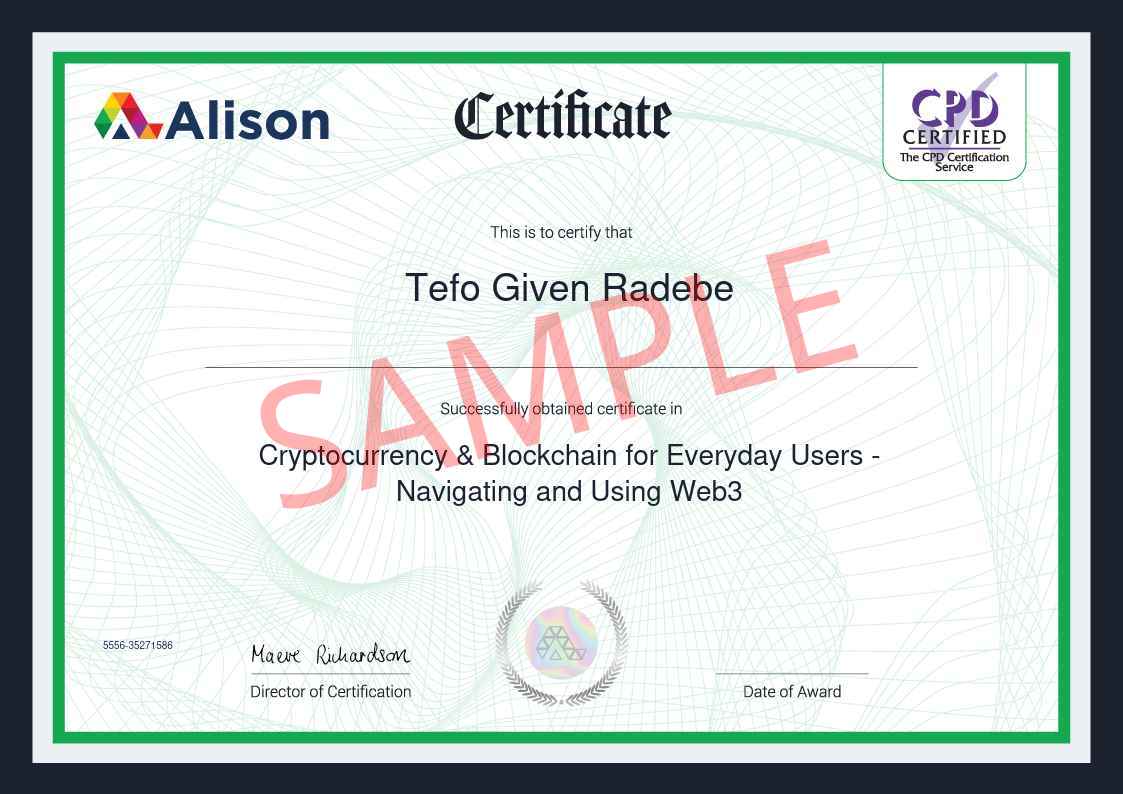 Alison
Certificate
CPD
CERTIFIED
The CPD Certification
Service
This is to certify that
Tefo Given Radebe
SAMPLE
Successfully obtained certificate in
Cryptocurrency & Blockchain for Everyday Users -
Navigating and Using Web3
5556-35271586
Maeve Richardson
Director of Certification
Date of Award